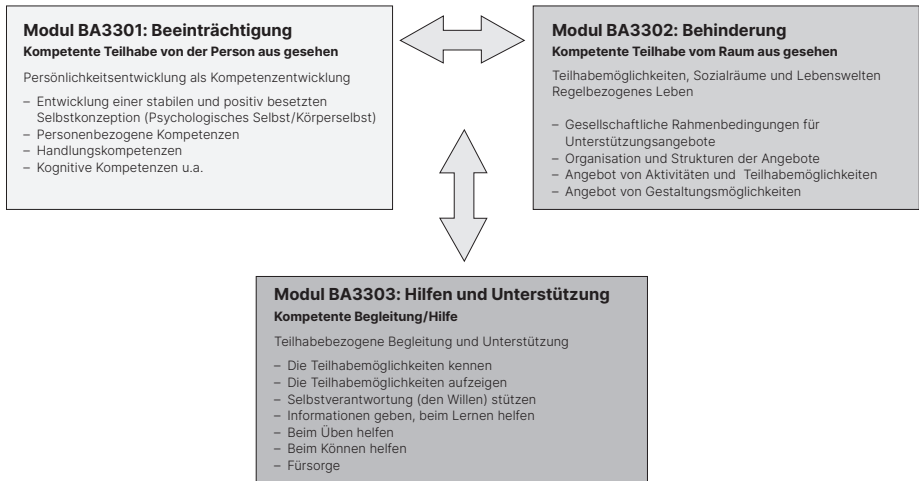 Modul BA3301: Beeinträchtigung
Kompetente Teilhabe von der Person aus gesehen
Persönlichkeitsentwicklung als Kompetenzentwicklung
– Entwicklung einer stabilen und positiv besetzten
Selbstkonzeption (Psychologisches Selbst/Körperselbst)
– Personenbezogene Kompetenzen
– Handlungskompetenzen
– Kognitive Kompetenzen u.a.
Modul BA3302: Behinderung
Kompetente Teilhabe vom Raum aus gesehen
Teilhabemöglichkeiten, Sozialräume und Lebenswelten
Regelbezogenes Leben
– Gesellschaftliche Rahmenbedingungen für
Unterstützungsangebote
– Organisation und Strukturen der Angebote
– Angebot von Aktivitäten und Teilhabemöglichkeiten
– Angebot von Gestaltungsmöglichkeiten
Modul BA3303: Hilfen und Unterstützung
Kompetente Begleitung/Hilfe
Teilhabebezogene Begleitung und Unterstützung
– Die Teilhabemöglichkeiten kennen
– Die Teilhabemöglichkeiten aufzeigen
– Selbstverantwortung (den Willen) stützen
– Informationen geben, beim Lernen helfen
– Beim Üben helfen
– Beim Können helfen
– Fürsorge